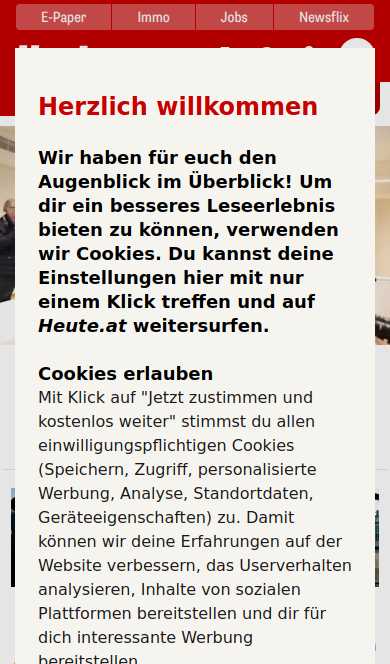 E-Paper Immo Jobs Newsflix
Herzlich willkommen
Wir haben für euch den
Augenblick im Überblick! Um
dir ein besseres Leseerlebnis
bieten zu können, verwenden
wir Cookies. Du kannst deine
Einstellungen hier mit nur
einem Klick treffen und auf
Heute.at weitersurfen.
Cookies erlauben
Mit Klick auf "Jetzt zustimmen und
kostenlos weiter" stimmst du allen
einwilligungspflichtigen Cookies
(Speichern, Zugriff, personalisierte
Werbung, Analyse, Standortdaten,
Geräteeigenschaften) zu. Damit
können wir deine Erfahrungen auf der
Website verbessern, das Userverhalten
analysieren, Inhalte von sozialen
Plattformen bereitstellen und dir für
dich interessante Werbung
bereitstellen